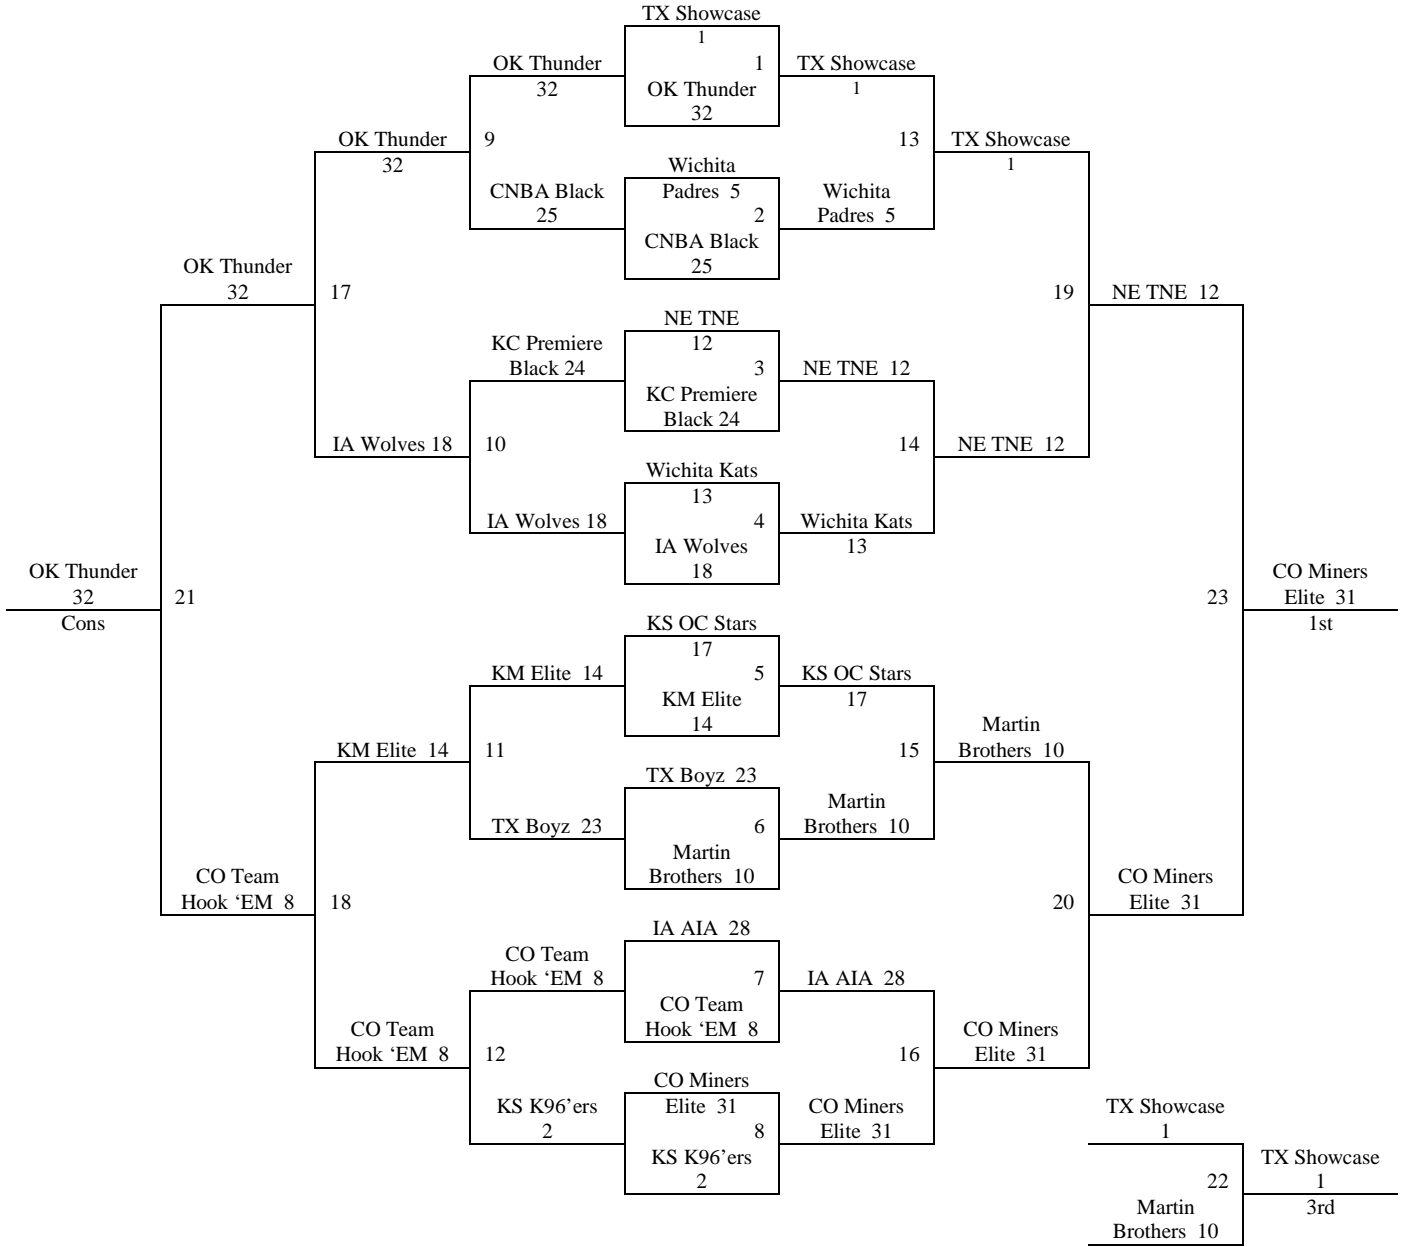 TX Showcase
1
1
OK Thunder
32
OK Thunder
32
TX Showcase
1
OK Thunder
32
9
13
TX Showcase
1
Wichita
Padres 5
2
CNBA Black
25
CNBA Black
25
Wichita
Padres 5
OK Thunder
32
17
19
NE TNE 12
NE TNE
12
3
KC Premiere
Black 24
KC Premiere
Black 24
NE TNE 12
IA Wolves 18
10
14
NE TNE 12
Wichita Kats
13
4
IA Wolves
18
IA Wolves 18
Wichita Kats
13
OK Thunder
32
Cons
21
23
CO Miners
Elite 31
1st
KS OC Stars
17
5
KM Elite
14
KM Elite 14
KS OC Stars
17
KM Elite 14
11
15
Martin
Brothers 10
TX Boyz 23
6
Martin
Brothers 10
TX Boyz 23
Martin
Brothers 10
CO Team
Hook ‘EM 8
18
20
CO Miners
Elite 31
IA AIA 28
7
CO Team
Hook ‘EM 8
CO Team
Hook ‘EM 8
IA AIA 28
CO Team
Hook ‘EM 8
12
16
CO Miners
Elite 31
CO Miners
Elite 31
8
KS K96’ers
2
KS K96’ers
2
CO Miners
Elite 31
TX Showcase
1
22
Martin
Brothers 10
TX Showcase
1
3rd